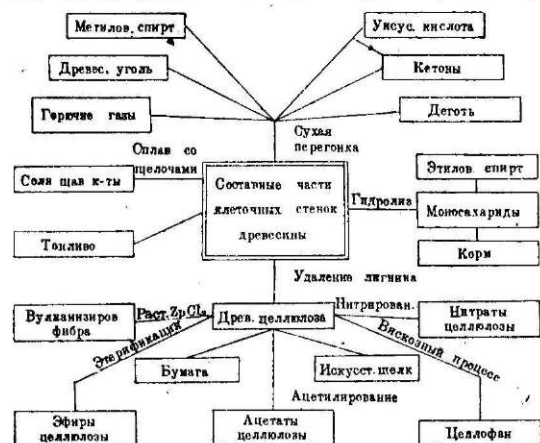 Метилов. спирт
Уксус. кислота
Древес. уголь
Кетоны
Горючие газы
Деготь
Сухая
перегонка
Оплав со
щелочами
Соли щав к-ты
Составные части
клеточных стенок
древесины
Гидролиз
Этилов. спирт
Моносахариды
Корм
Топливо
Удаление лигнина
Вулканизиров
фибра
Раст. ZnCl₂
Древ. целлюлоза
Нитрирован.
Нитраты
целлюлозы
Этерификация
Вискозный процесс
Бумага
Искусст. шелк
Ацетилирование
Эфиры
целлюлозы
Ацетаты
целлюлозы
Целлофан